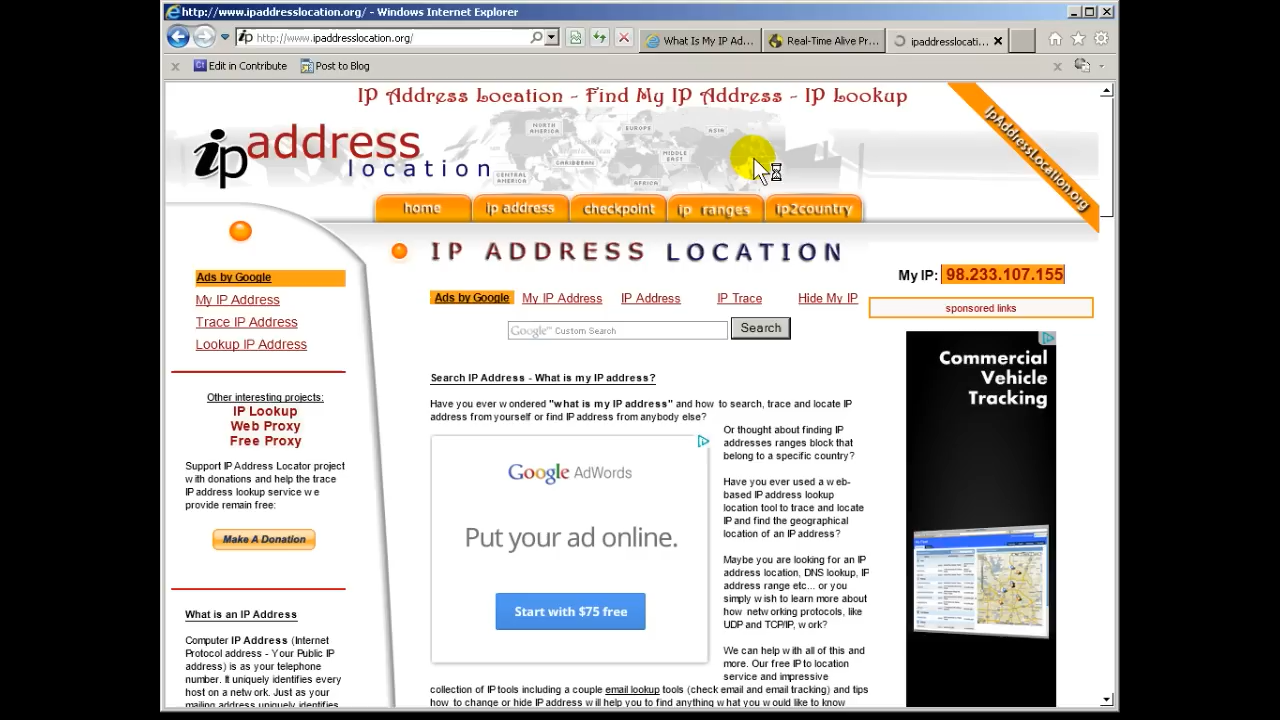 http://www.ipaddresslocation.org/ - Windows Internet Explorer
ip http://www.ipaddresslocation.org/
What Is My IP Ad...
Real-Time Alive Pr...
ipaddresslocati...
Edit in Contribute
Post to Blog
IP Address Location - Find My IP Address - IP Lookup
ip address location
NORTH AMERICA
EUROPE
ASIA
MIDDLE EAST
CARIBBEAN
CENTRAL AMERICA
AFRICA
IpAddressLocation.org
home
ip address
checkpoint
ip ranges
ip2country
IP ADDRESS LOCATION
My IP: 98.233.107.155
sponsored links
Ads by Google
My IP Address
Trace IP Address
Lookup IP Address
Other interesting projects:
IP Lookup
Web Proxy
Free Proxy
Support IP Address Locator project
with donations and help the trace
IP address lookup service we
provide remain free:
Make A Donation
What is an IP Address
Computer IP Address (Internet
Protocol address - Your Public IP
address) is as your telephone
number. It uniquely identifies every
host on a network. Just as your
mailing address uniquely identifies
Ads by Google
My IP Address
IP Address
IP Trace
Hide My IP
Google™ Custom Search
Search
Search IP Address - What is my IP address?
Have you ever wondered "what is my IP address" and how to search, trace and locate IP
address from yourself or find IP address from anybody else?
Google AdWords
Put your ad online.
Start with $75 free
Or thought about finding IP
addresses ranges block that
belong to a specific country?
Have you ever used a web-
based IP address lookup
location tool to trace and locate
IP and find the geographical
location of an IP address?
Maybe you are looking for an IP
address location, DNS lookup, IP
address range etc... or you
simply wish to learn more about
how networking protocols, like
UDP and TCP/IP, work?
We can help with all of this and
more. Our free IP to location
service and impressive
collection of IP tools including a couple email lookup tools (check email and email tracking) and tips
how to change or hide IP address will help you to find anything what you would like to know
Commercial
Vehicle
Tracking